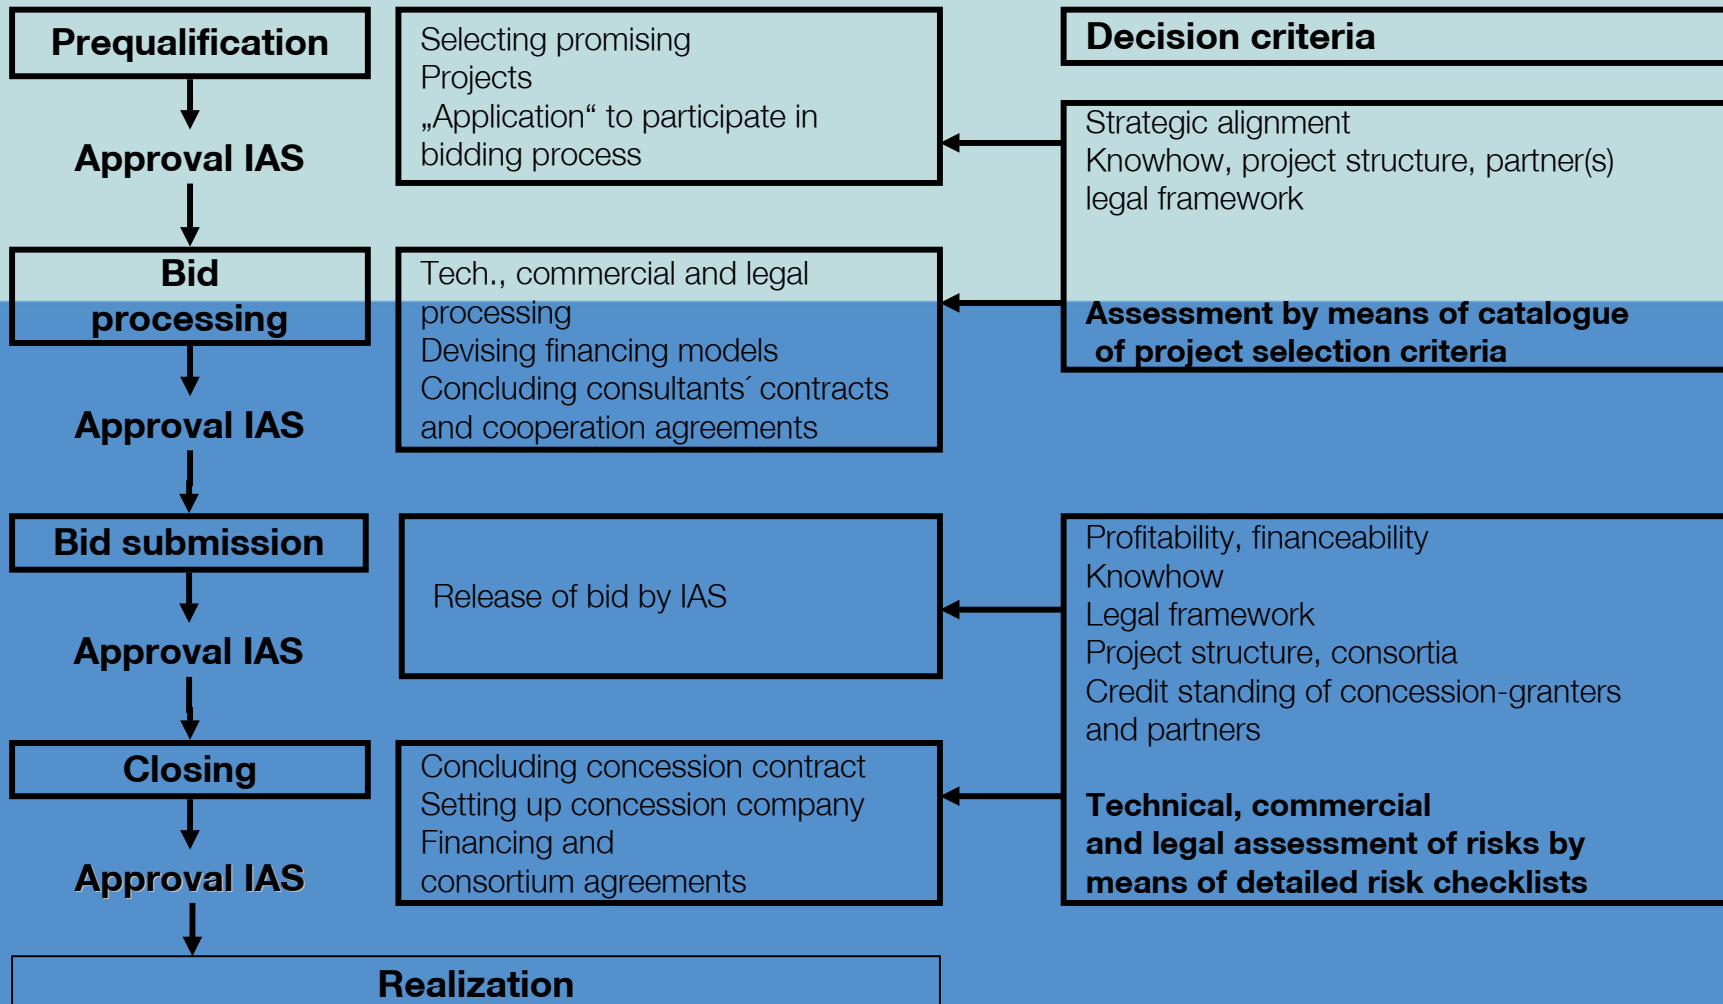 Prequalification
Approval IAS
Bid
processing
Approval IAS
Bid submission
Approval IAS
Closing
Approval IAS
Realization
Selecting promising
Projects
„Application“ to participate in
bidding process
Tech., commercial and legal
processing
Devising financing models
Concluding consultants´ contracts
and cooperation agreements
Release of bid by IAS
Concluding concession contract
Setting up concession company
Financing and
consortium agreements
Decision criteria
Strategic alignment
Knowhow, project structure, partner(s)
legal framework
Assessment by means of catalogue
of project selection criteria
Profitability, financeability
Knowhow
Legal framework
Project structure, consortia
Credit standing of concession-granters
and partners
Technical, commercial
and legal assessment of risks by
means of detailed risk checklists